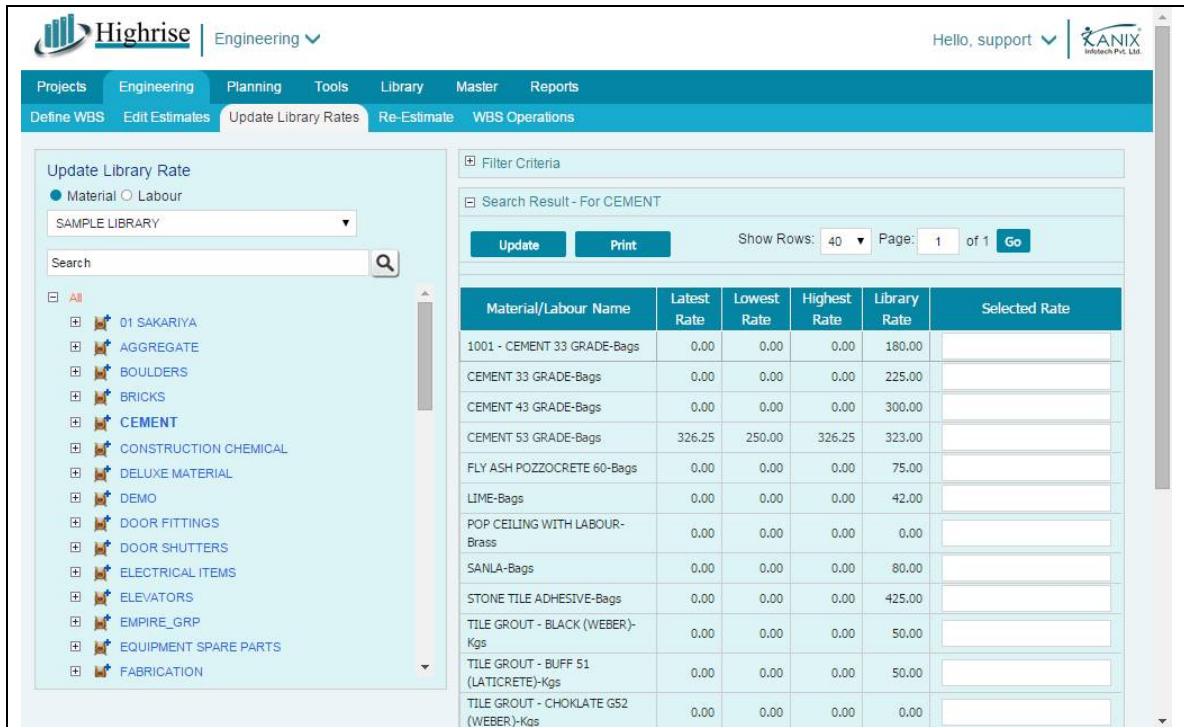 Highrise
Engineering
Hello, support
KANIX
Infotech Pvt. Ltd.
Projects Engineering Planning Tools Library Master Reports
Define WBS Edit Estimates Update Library Rates Re-Estimate WBS Operations
Update Library Rate
Material Labour
SAMPLE LIBRARY
Search
All
01 SAKARIYA
AGGREGATE
BOULDERS
BRICKS
CEMENT
CONSTRUCTION CHEMICAL
DELUXE MATERIAL
DEMO
DOOR FITTINGS
DOOR SHUTTERS
ELECTRICAL ITEMS
ELEVATORS
EMPIRE_GRP
EQUIPMENT SPARE PARTS
FABRICATION
Filter Criteria
Search Result - For CEMENT
Update Print Show Rows: 40 Page: 1 of 1 Go
Material/Labour Name Latest Rate Lowest Rate Highest Rate Library Rate Selected Rate
1001 - CEMENT 33 GRADE-Bags 0.00 0.00 0.00 180.00
CEMENT 33 GRADE-Bags 0.00 0.00 0.00 225.00
CEMENT 43 GRADE-Bags 0.00 0.00 0.00 300.00
CEMENT 53 GRADE-Bags 326.25 250.00 326.25 323.00
FLY ASH POZZOCRETE 60-Bags 0.00 0.00 0.00 75.00
LIME-Bags 0.00 0.00 0.00 42.00
POP CEILING WITH LABOUR-
Brass 0.00 0.00 0.00 0.00
SANLA-Bags 0.00 0.00 0.00 80.00
STONE TILE ADHESIVE-Bags 0.00 0.00 0.00 425.00
TILE GROUT - BLACK (WEBER)-
Kgs 0.00 0.00 0.00 50.00
TILE GROUT - BUFF 51
(LATICRETE)-Kgs 0.00 0.00 0.00 50.00
TILE GROUT - CHOKLATE G52
(WEBER)-Kgs 0.00 0.00 0.00 0.00